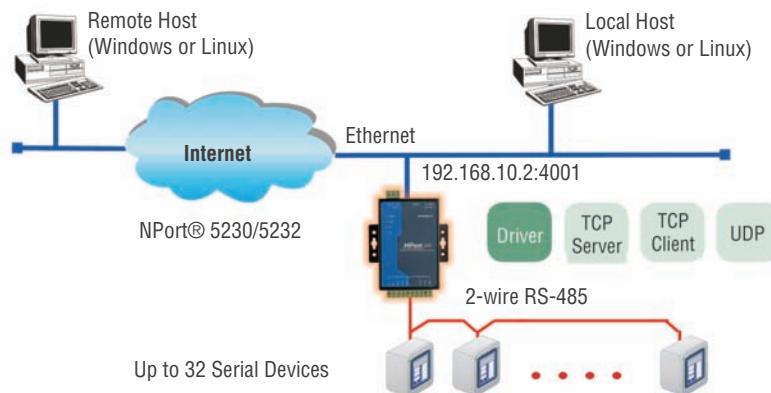 Remote Host
(Windows or Linux)
Local Host
(Windows or Linux)
Internet
Ethernet
192.168.10.2:4001
NPort® 5230/5232
NPort
Driver
TCP
Server
TCP
Client
UDP
2-wire RS-485
Up to 32 Serial Devices